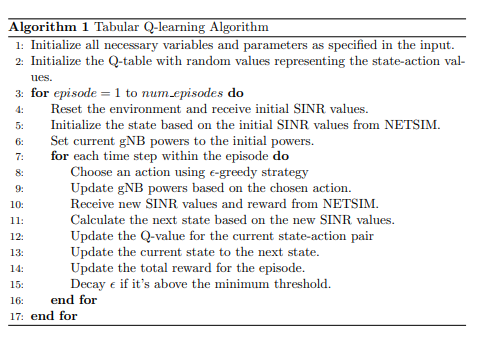 Algorithm 1 Tabular Q-learning Algorithm
1: Initialize all necessary variables and parameters as specified in the input.
2: Initialize the Q-table with random values representing the state-action val-
ues.
3: for episode = 1 to num_episodes do
4: Reset the environment and receive initial SINR values.
5: Initialize the state based on the initial SINR values from NETSIM.
6: Set current gNB powers to the initial powers.
7: for each time step within the episode do
8: Choose an action using ϵ-greedy strategy
9: Update gNB powers based on the chosen action.
10: Receive new SINR values and reward from NETSIM.
11: Calculate the next state based on the new SINR values.
12: Update the Q-value for the current state-action pair
13: Update the current state to the next state.
14: Update the total reward for the episode.
15: Decay ϵ if it's above the minimum threshold.
16: end for
17: end for